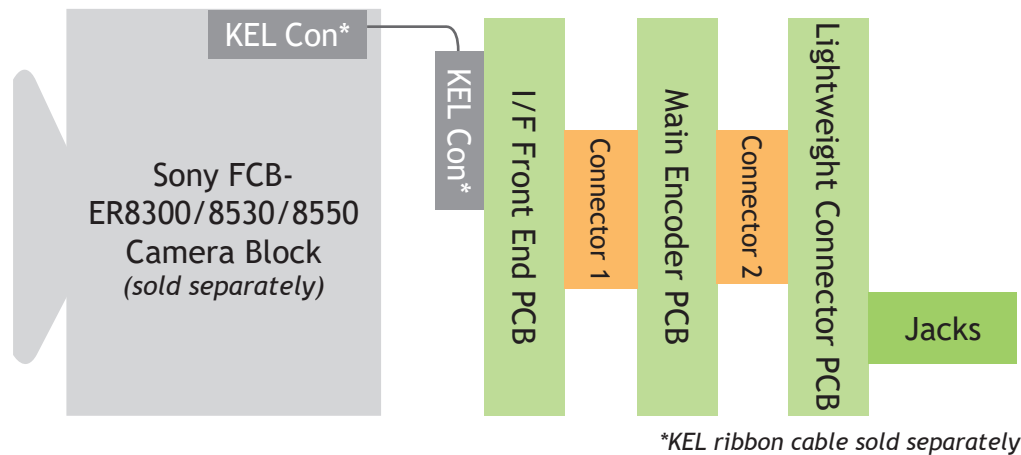 KEL Con*
Sony FCB-
ER8300/8530/8550
Camera Block
(sold separately)
KEL Con*
I/F Front End PCB
Connector 1
Main Encoder PCB
Connector 2
Lightweight Connector PCB
Jacks
*KEL ribbon cable sold separately